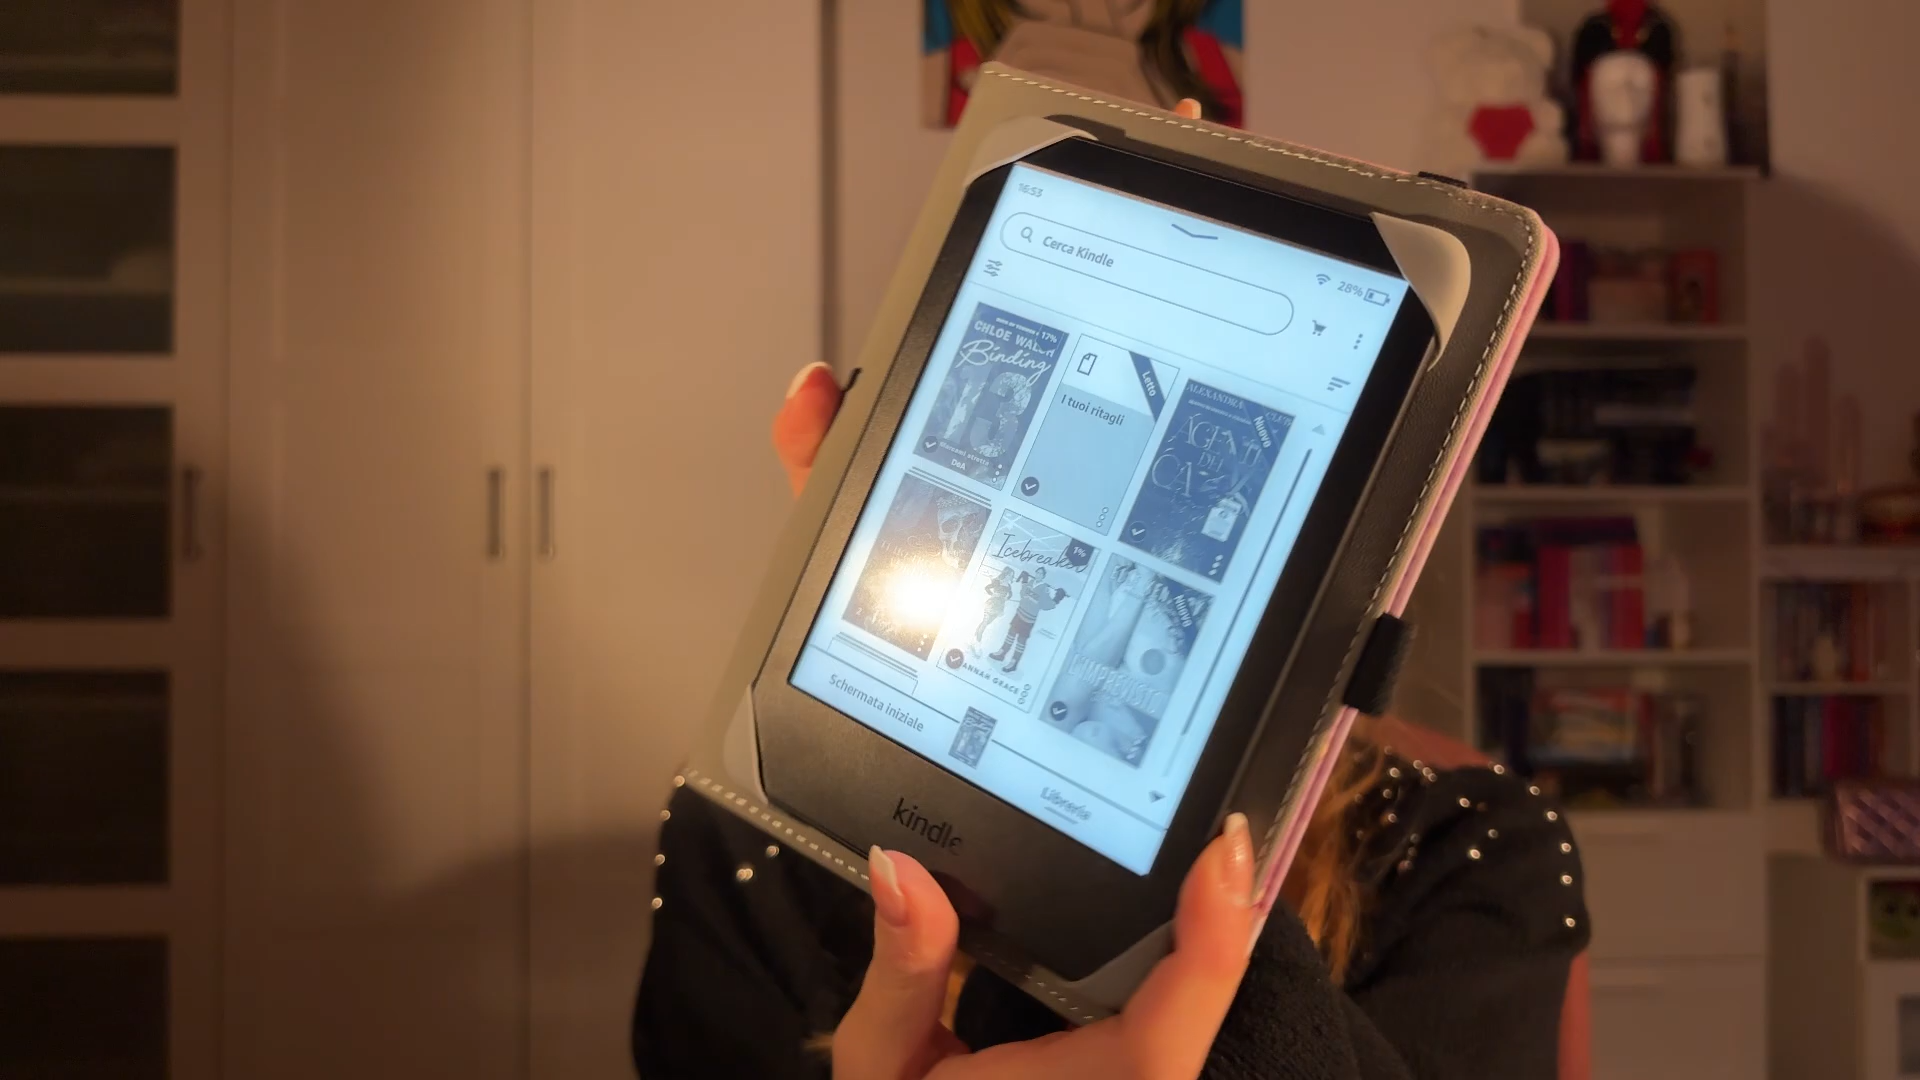 16:53
28%
Cerca Kindle
17%
CHLOE WALSH
Binding
DeA
Letto
I tuoi ritagli
ALEXANDRA
Nuovo
Icebreaker
1%
HANNAH GRACE
Nuovo
L'IMPREVISTO
Schermata iniziale
Libreria
kindle